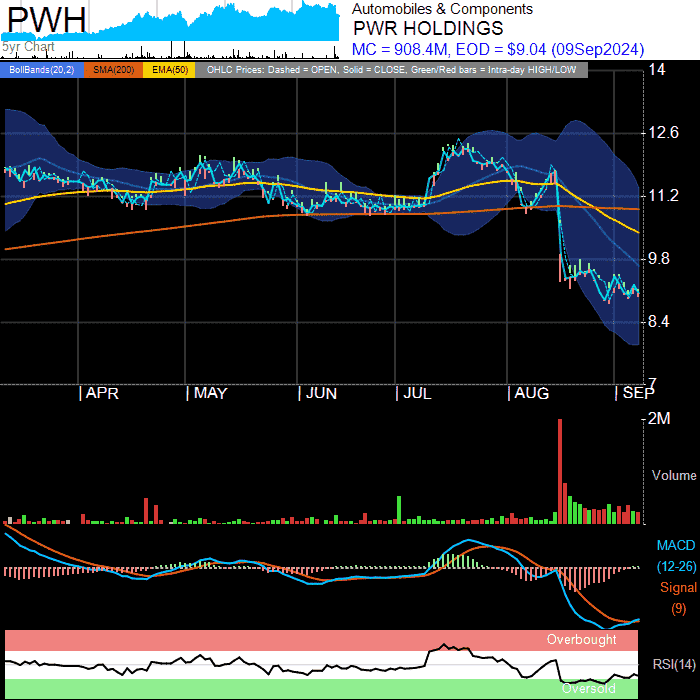 PWH
5yr Chart
Automobiles & Components
PWR HOLDINGS
MC = 908.4M, EOD = $9.04 (09Sep2024)
BollBands(20,2) SMA(200) EMA(50) OHLC Prices: Dashed = OPEN, Solid = CLOSE, Green/Red bars = Intra-day HIGH/LOW
14
12.6
11.2
9.8
8.4
7
APR MAY JUN JUL AUG SEP
2M
Volume
MACD
(12-26)
Signal
(9)
Overbought
RSI(14)
Oversold